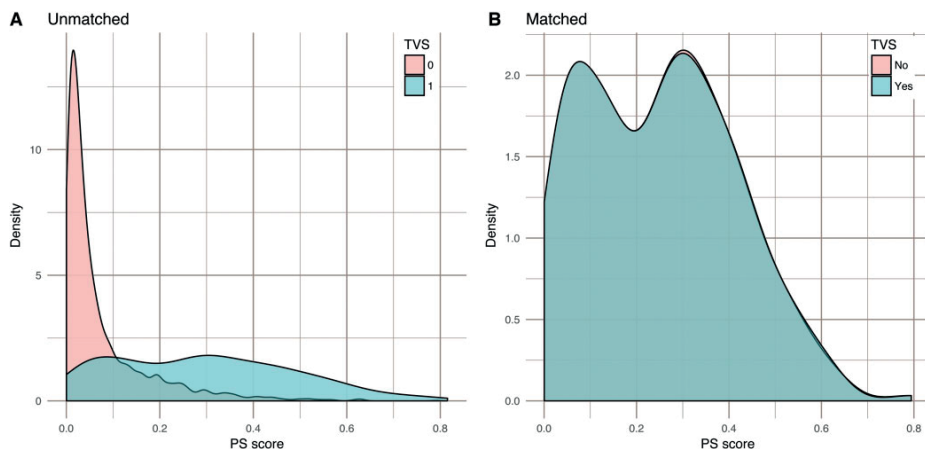 A Unmatched
TVS
0
1
10
5
0
Density
0.0 0.2 0.4 0.6 0.8
PS score
B Matched
TVS
No
Yes
2.0
1.5
1.0
0.5
0.0
Density
0.0 0.2 0.4 0.6 0.8
PS score